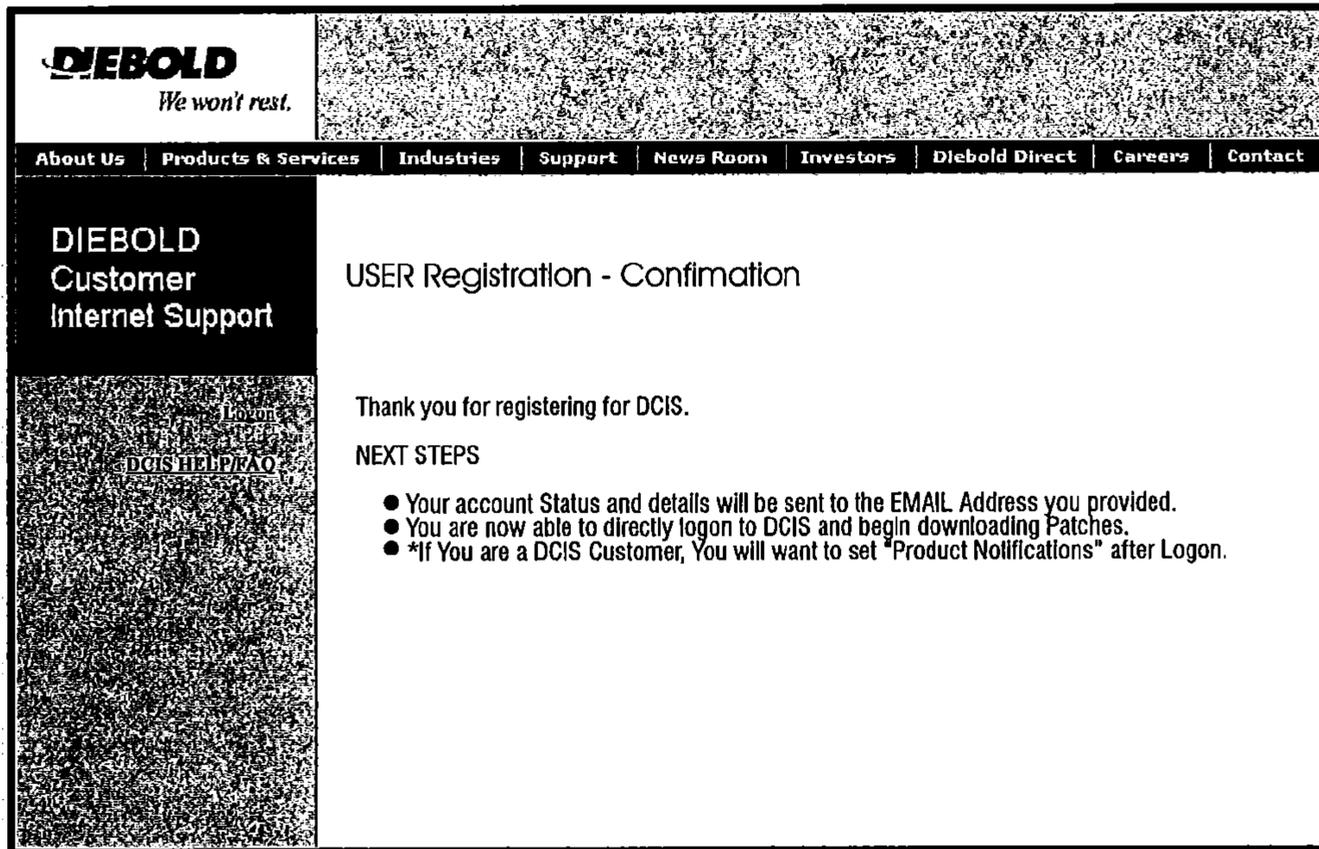 DIEBOLD
We won't rest.
About Us | Products & Services | Industries | Support | News Room | Investors | Diebold Direct | Careers | Contact
DIEBOLD
Customer
Internet Support
USER Registration - Confimation
Logon
DCIS HELP/FAQ
Thank you for registering for DCIS.
NEXT STEPS
● Your account Status and details will be sent to the EMAIL Address you provided.
● You are now able to directly logon to DCIS and begin downloading Patches.
● *If You are a DCIS Customer, You will want to set "Product Notifications" after Logon.